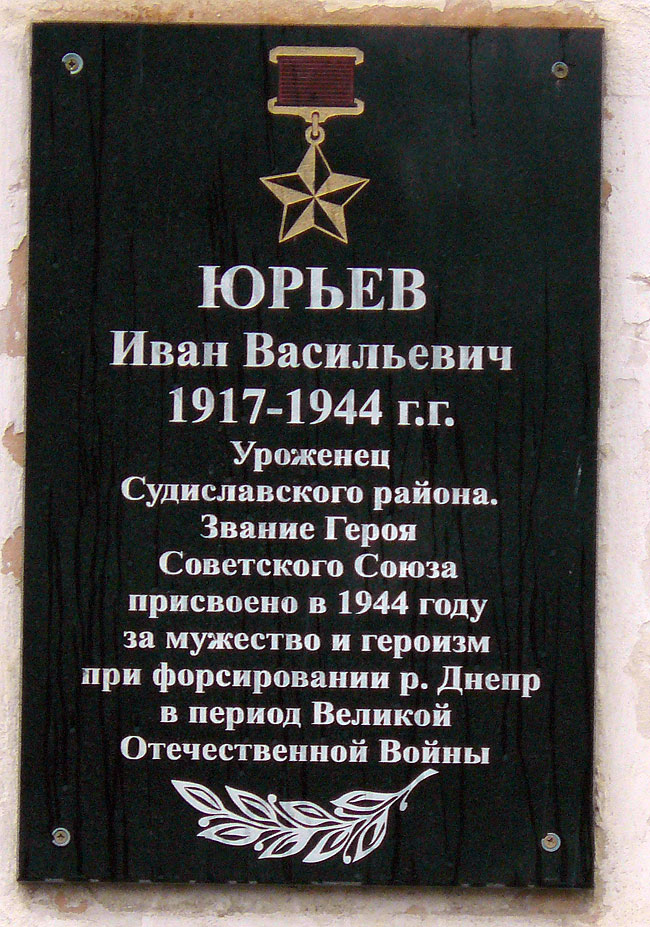 ЮРЬЕВ
Иван Васильевич
1917-1944 г.г.
Уроженец
Судиславского района.
Звание Героя
Советского Союза
присвоено в 1944 году
за мужество и героизм
при форсировании р. Днепр
в период Великой
Отечественной Войны